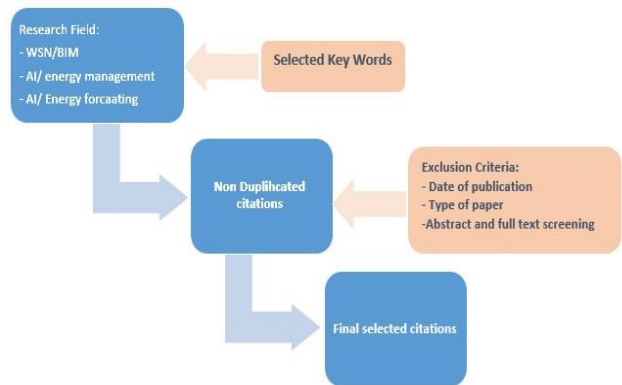 Research Field:
- WSN/BIM
- AI/ energy management
- AI/ Energy forcaating
Selected Key Words
Non Duplihcated
citations
Exclusion Criteria:
- Date of publication
- Type of paper
-Abstract and full text screening
Final selected citations